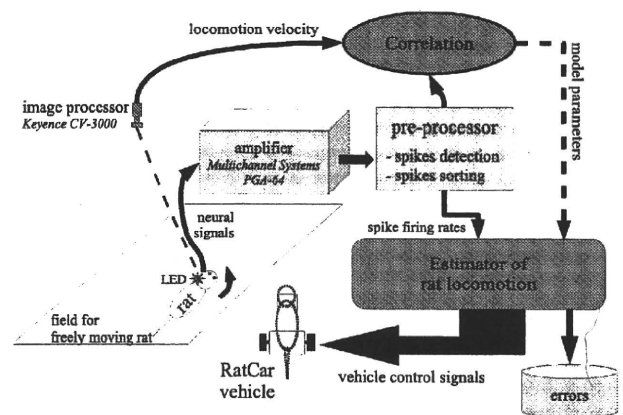 locomotion velocity
Correlation
model parameters
image processor
Keyence CV-3000
amplifier
Multichannel Systems
PGA-64
pre-processor
- spikes detection
- spikes sorting
neural
signals
spike firing rates
LED
rat
Estimator of
rat locomotion
field for
freely moving rat
RatCar
vehicle
vehicle control signals
errors